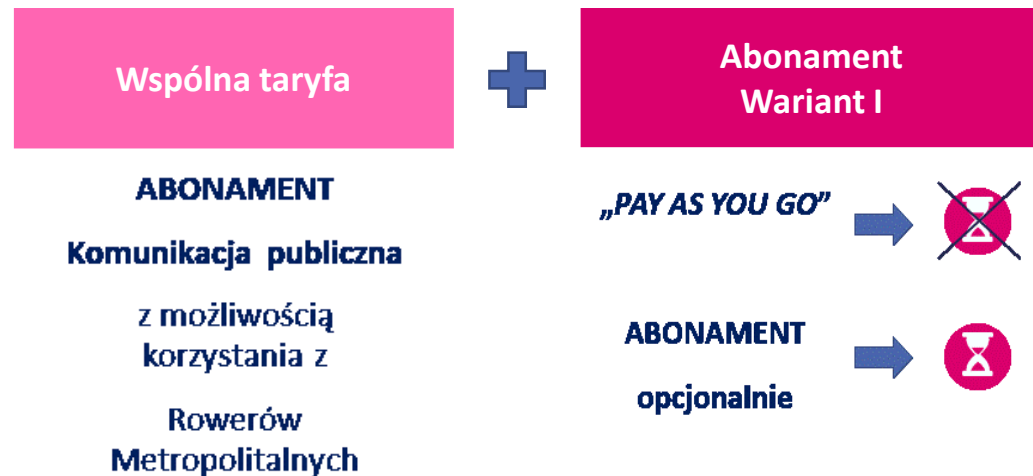 Wspólna taryfa
ABONAMENT
Komunikacja publiczna
z możliwością
korzystania z
Rowerów
Metropolitalnych
Abonament
Wariant I
„PAY AS YOU GO”
ABONAMENT
opcjonalnie